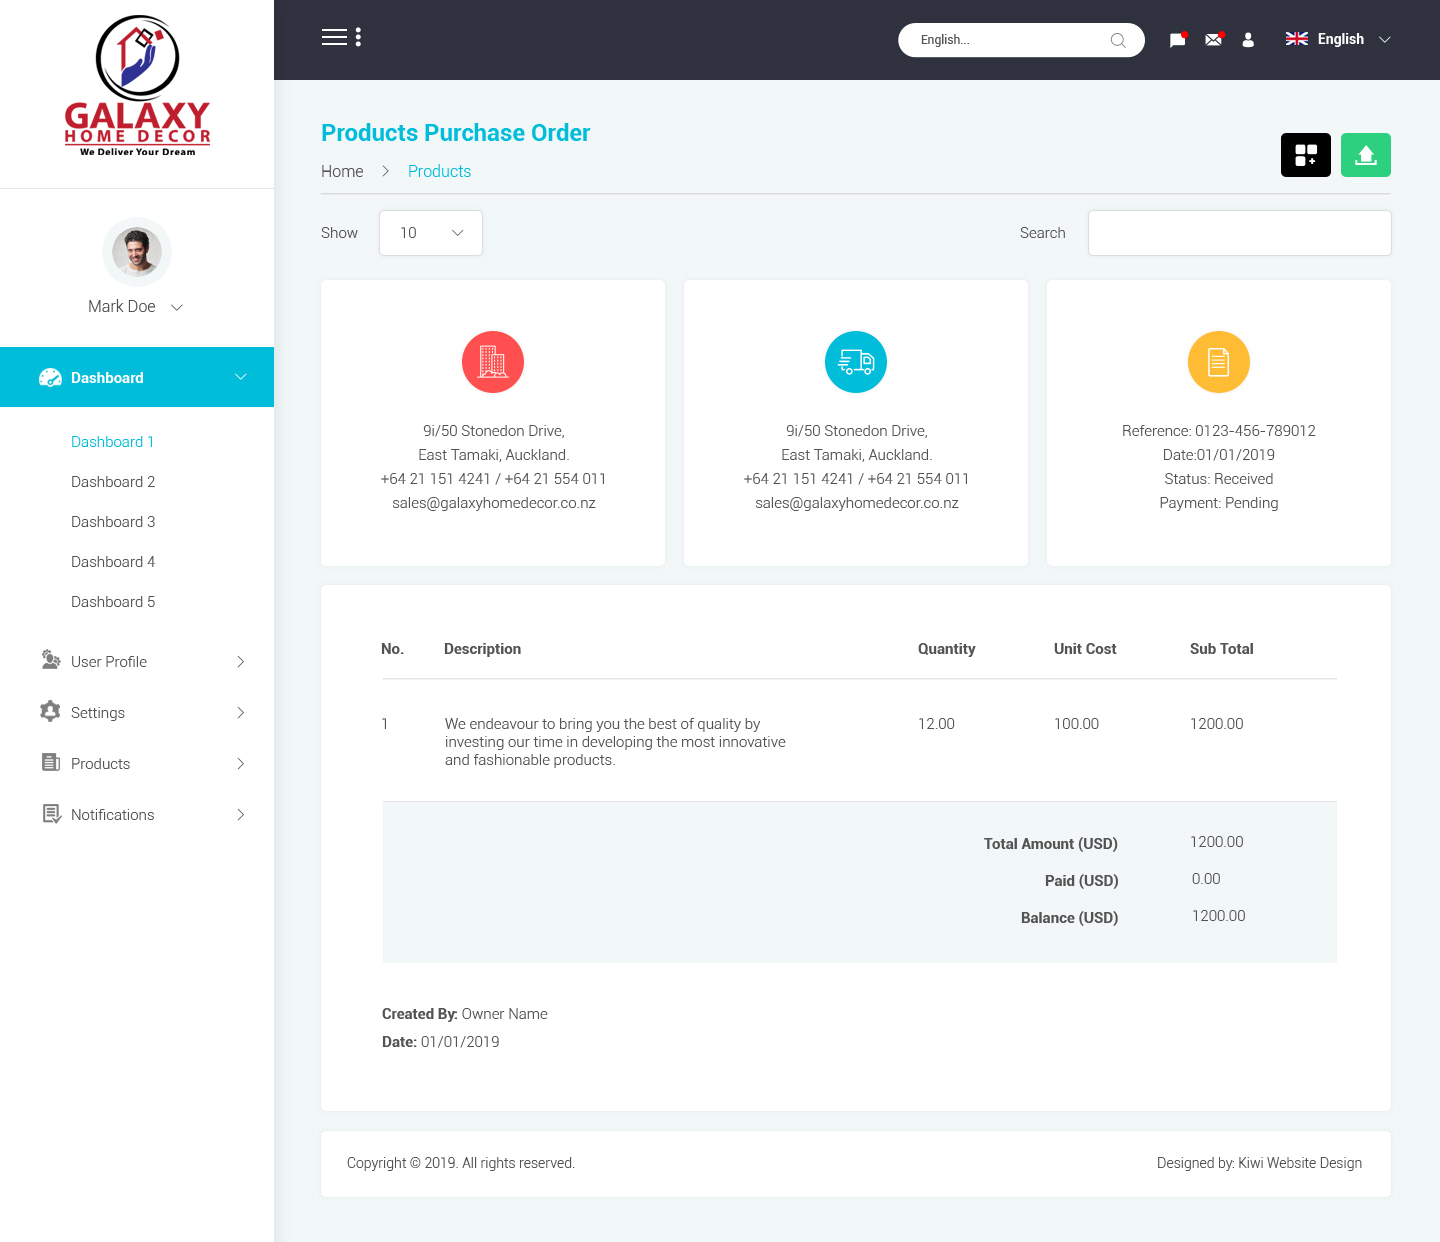 GALAXY
HOME DECOR
We Deliver Your Dream
Mark Doe
Dashboard
Dashboard 1
Dashboard 2
Dashboard 3
Dashboard 4
Dashboard 5
User Profile
Settings
Products
Notifications
English...
English
Products Purchase Order
Home
Products
Show
10
Search
9i/50 Stonedon Drive,
East Tamaki, Auckland.
+64 21 151 4241 / +64 21 554 011
sales@galaxyhomedecor.co.nz
9i/50 Stonedon Drive,
East Tamaki, Auckland.
+64 21 151 4241 / +64 21 554 011
sales@galaxyhomedecor.co.nz
Reference: 0123-456-789012
Date:01/01/2019
Status: Received
Payment: Pending
No. Description Quantity Unit Cost Sub Total
1 We endeavour to bring you the best of quality by 12.00 100.00 1200.00
investing our time in developing the most innovative
and fashionable products.
Total Amount (USD) 1200.00
Paid (USD) 0.00
Balance (USD) 1200.00
Created By: Owner Name
Date: 01/01/2019
Copyright © 2019. All rights reserved.
Designed by: Kiwi Website Design